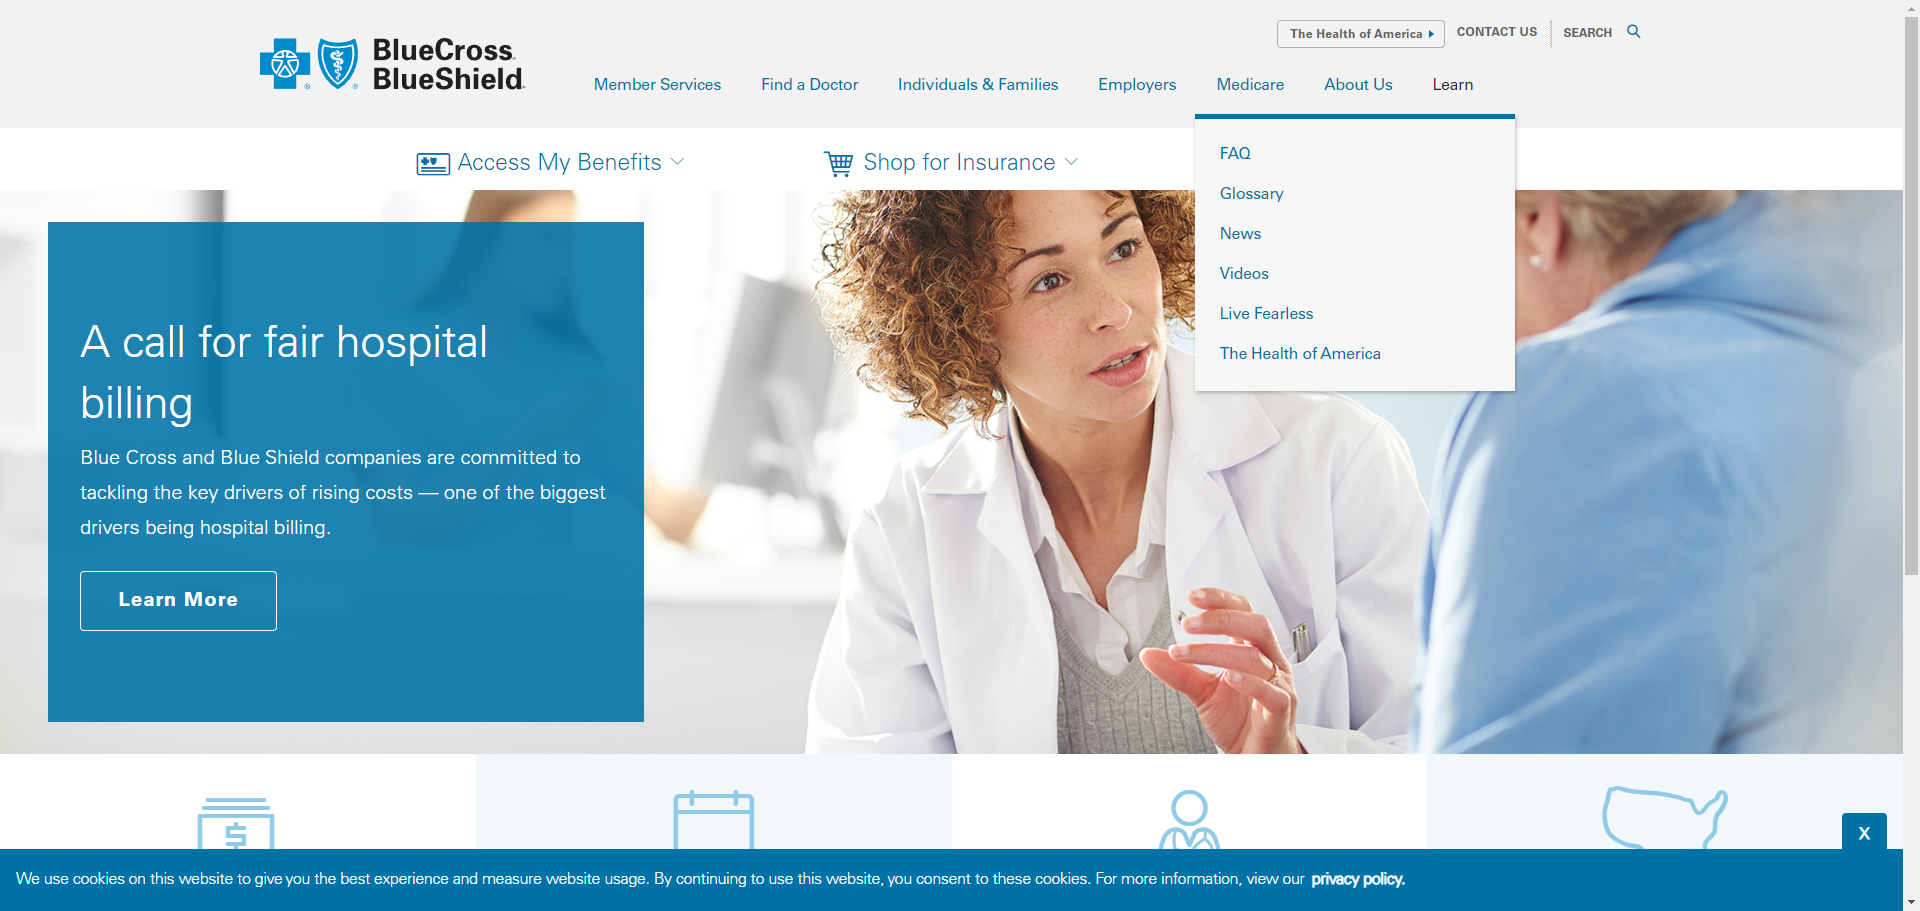 The Health of America
CONTACT US
SEARCH
BlueCross
BlueShield
Member Services
Find a Doctor
Individuals & Families
Employers
Medicare
About Us
Learn
Access My Benefits
Shop for Insurance
FAQ
Glossary
News
Videos
Live Fearless
The Health of America
A call for fair hospital
billing
Blue Cross and Blue Shield companies are committed to
tackling the key drivers of rising costs — one of the biggest
drivers being hospital billing.
Learn More
$
X
We use cookies on this website to give you the best experience and measure website usage. By continuing to use this website, you consent to these cookies. For more information, view our privacy policy.